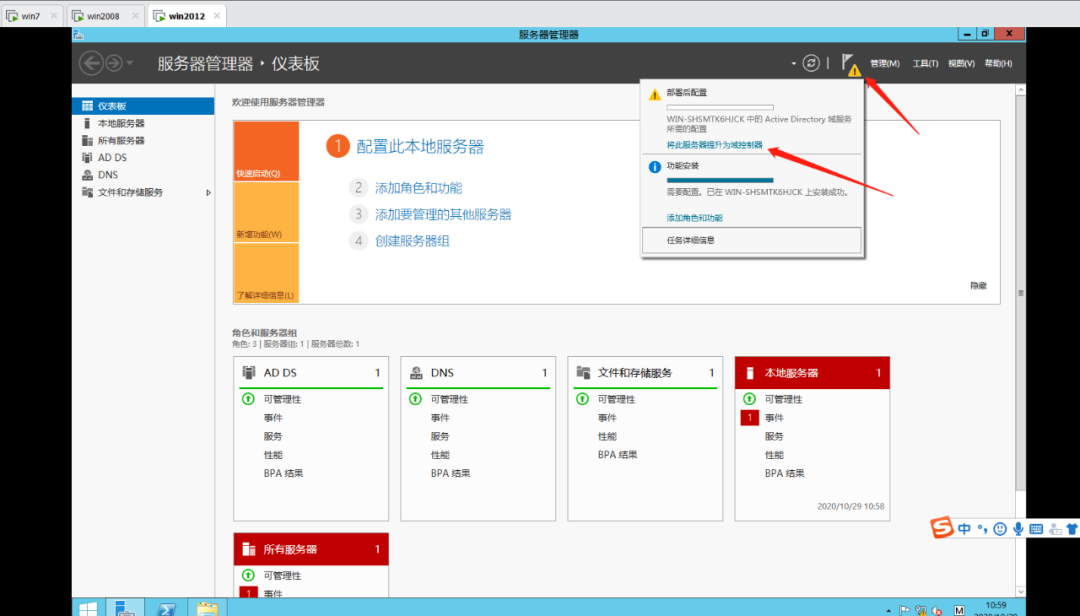 win7
win2008
win2012
服务器管理器
服务器管理器 · 仪表板
管理(M) 工具(T) 视图(V) 帮助(H)
仪表板
本地服务器
所有服务器
AD DS
DNS
文件和存储服务
欢迎使用服务器管理器
快速启动(Q)
新增功能(W)
了解详细信息(L)
1 配置此本地服务器
2 添加角色和功能
3 添加要管理的其他服务器
4 创建服务器组
隐藏
部署后配置
WIN-SHSMTK6HJCK 中的 Active Directory 域服务
所需的配置
将此服务器提升为域控制器
功能安装
需要配置。已在 WIN-SHSMTK6HJCK 上安装成功。
添加角色和功能
任务详细信息
角色和服务器组
角色: 3 | 服务器组: 1 | 服务器总数: 1
AD DS 1
可管理性
事件
服务
性能
BPA 结果
DNS 1
可管理性
事件
服务
性能
BPA 结果
文件和存储服务 1
可管理性
事件
性能
BPA 结果
本地服务器 1
可管理性
1 事件
服务
性能
BPA 结果
2020/10/29 10:58
所有服务器 1
可管理性
1 事件
S 中
M
10:59